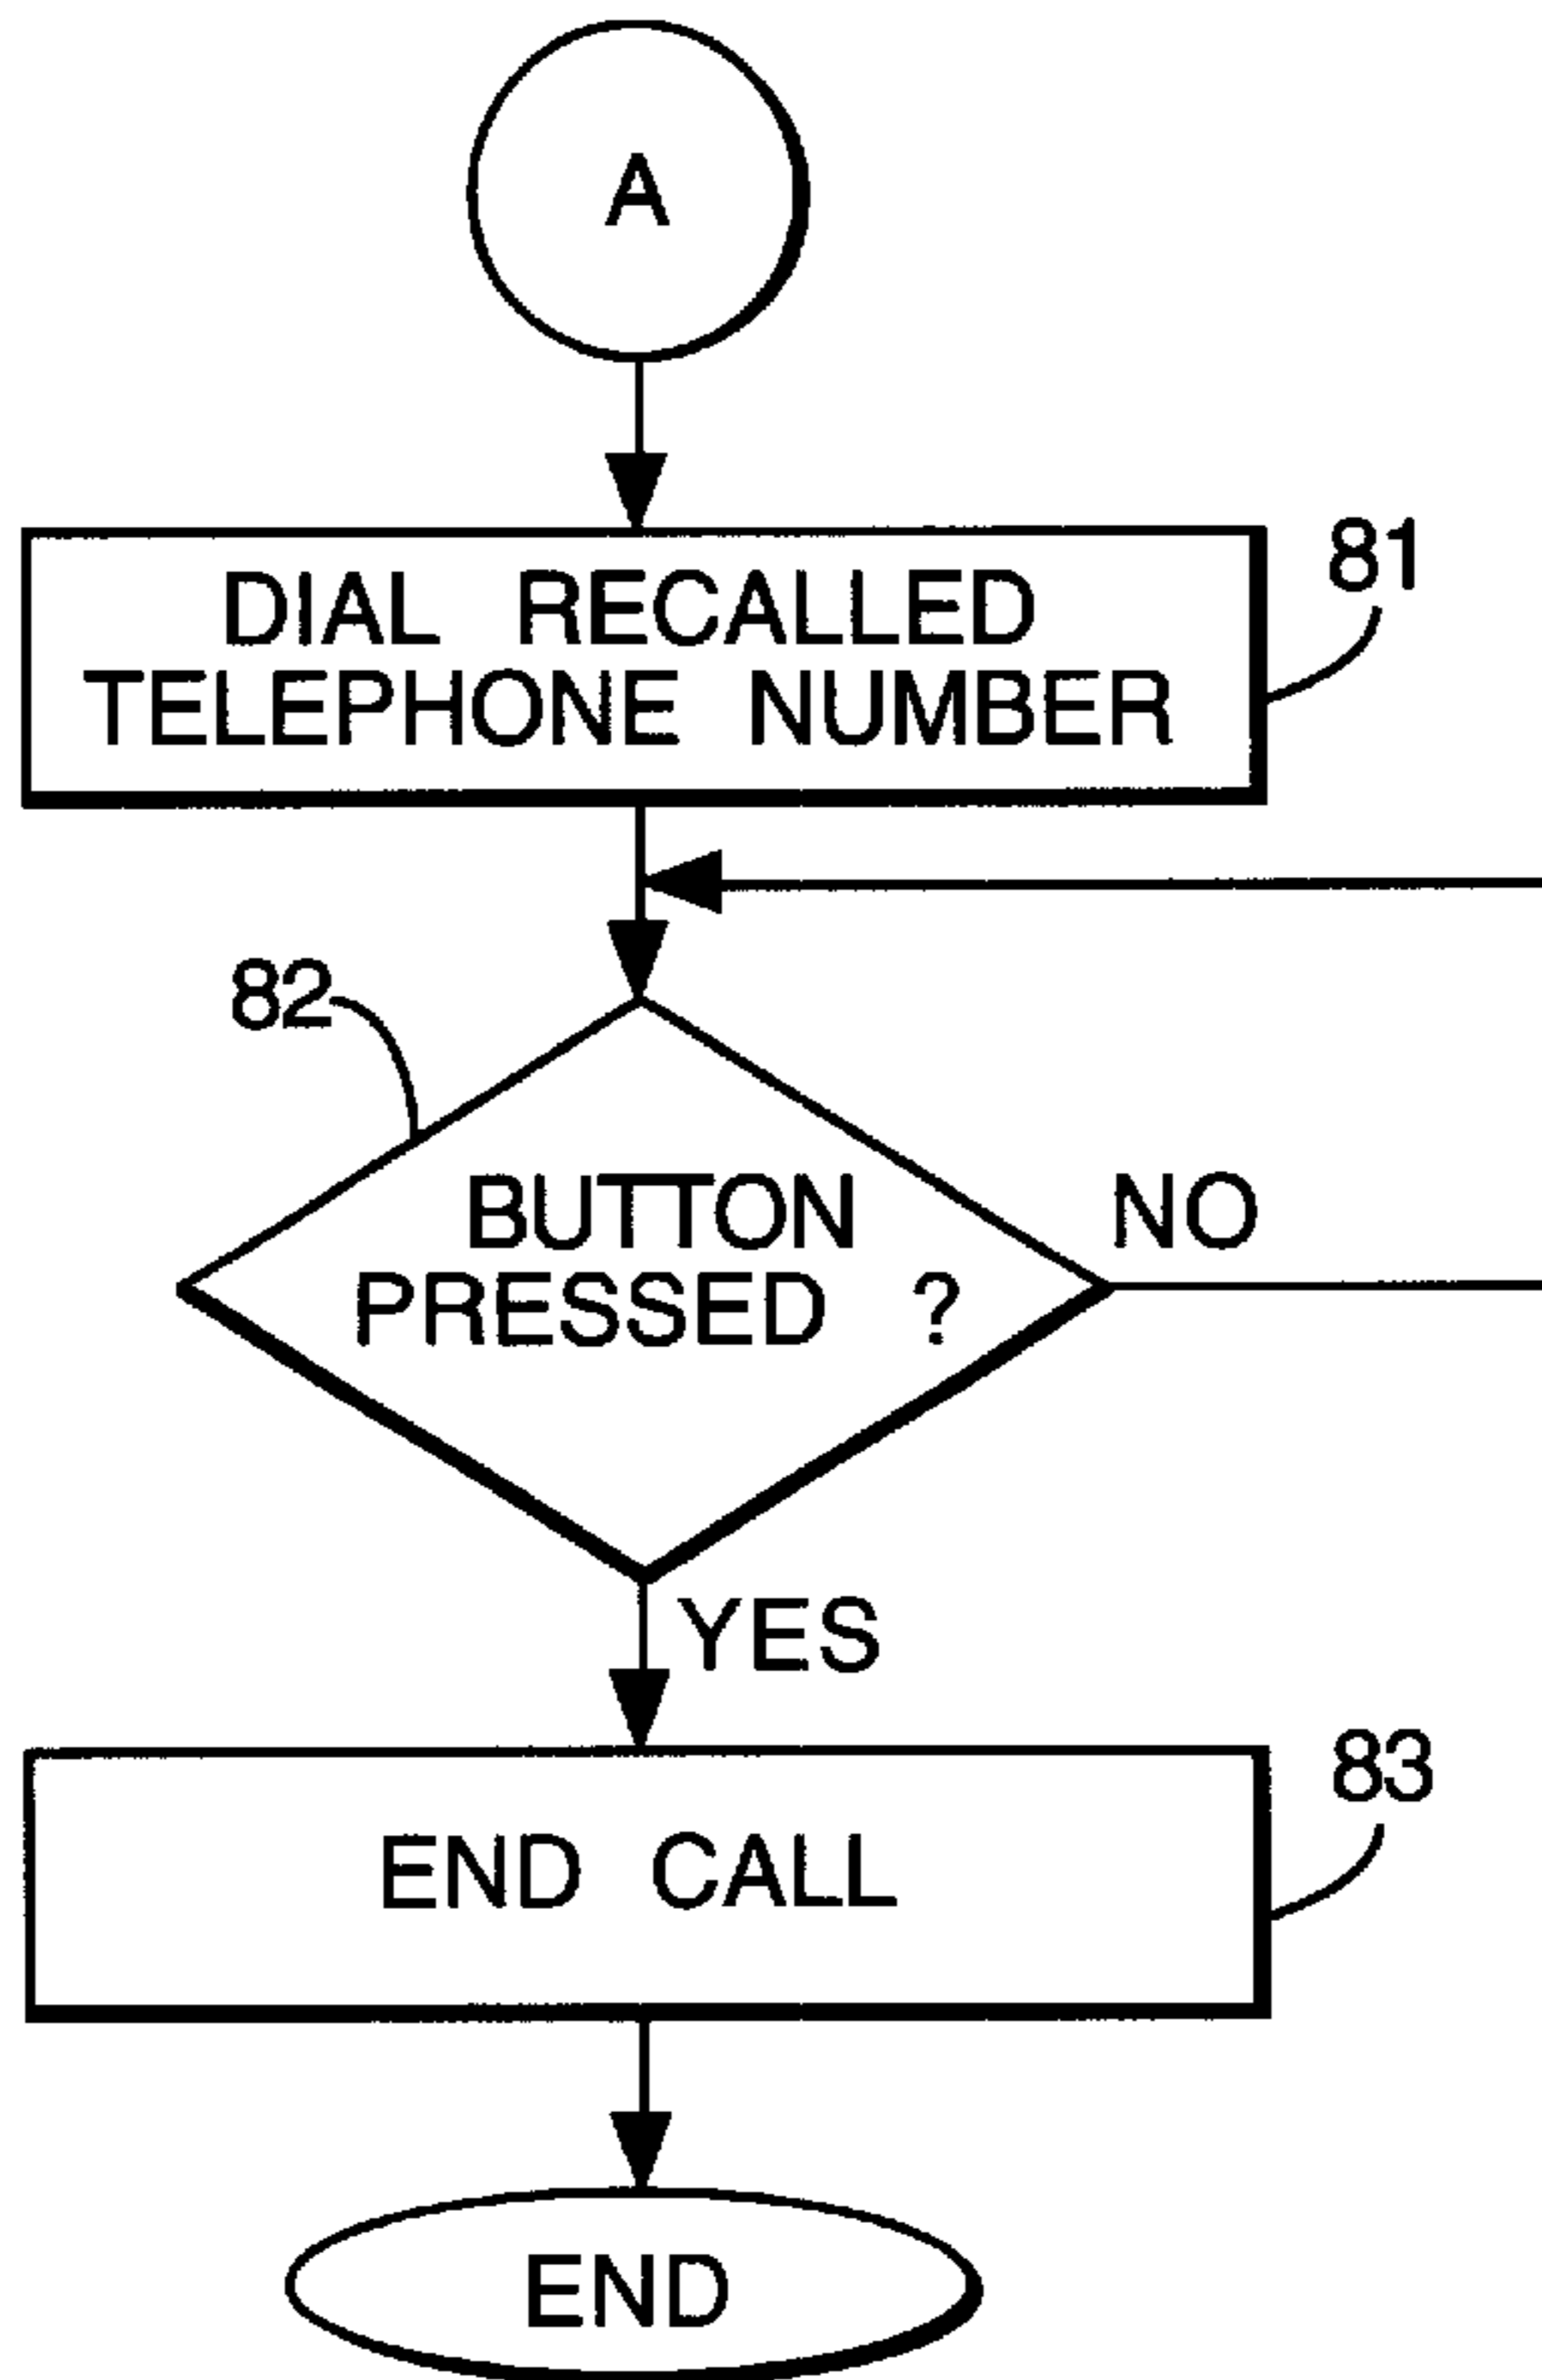 A
DIAL RECALLED
TELEPHONE NUMBER
81
82
BUTTON
PRESSED ?
NO
YES
END CALL
83
END